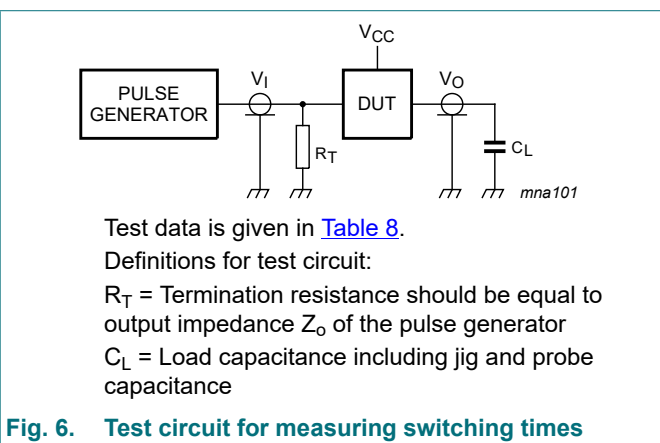 VCC
PULSE
GENERATOR
VI
DUT
VO
RT
CL
mna101
Test data is given in Table 8.
Definitions for test circuit:
RT = Termination resistance should be equal to
output impedance Zo of the pulse generator
CL = Load capacitance including jig and probe
capacitance
Fig. 6. Test circuit for measuring switching times